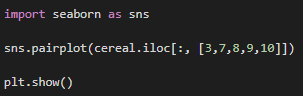 import seaborn as sns
sns.pairplot(cereal.iloc[:, [3,7,8,9,10]])
plt.show()